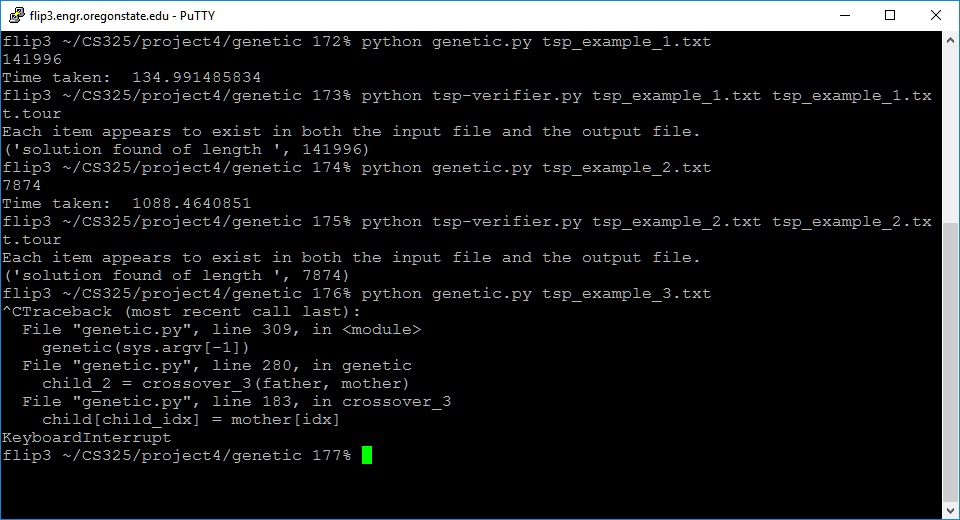 flip3.engr.oregonstate.edu - PuTTY
flip3 ~/CS325/project4/genetic 172% python genetic.py tsp_example_1.txt
141996
Time taken:  134.991485834
flip3 ~/CS325/project4/genetic 173% python tsp-verifier.py tsp_example_1.txt tsp_example_1.tx
t.tour
Each item appears to exist in both the input file and the output file.
('solution found of length ', 141996)
flip3 ~/CS325/project4/genetic 174% python genetic.py tsp_example_2.txt
7874
Time taken:  1088.4640851
flip3 ~/CS325/project4/genetic 175% python tsp-verifier.py tsp_example_2.txt tsp_example_2.tx
t.tour
Each item appears to exist in both the input file and the output file.
('solution found of length ', 7874)
flip3 ~/CS325/project4/genetic 176% python genetic.py tsp_example_3.txt
^CTraceback (most recent call last):
  File "genetic.py", line 309, in <module>
    genetic(sys.argv[-1])
  File "genetic.py", line 280, in genetic
    child_2 = crossover_3(father, mother)
  File "genetic.py", line 183, in crossover_3
    child[child_idx] = mother[idx]
KeyboardInterrupt
flip3 ~/CS325/project4/genetic 177%